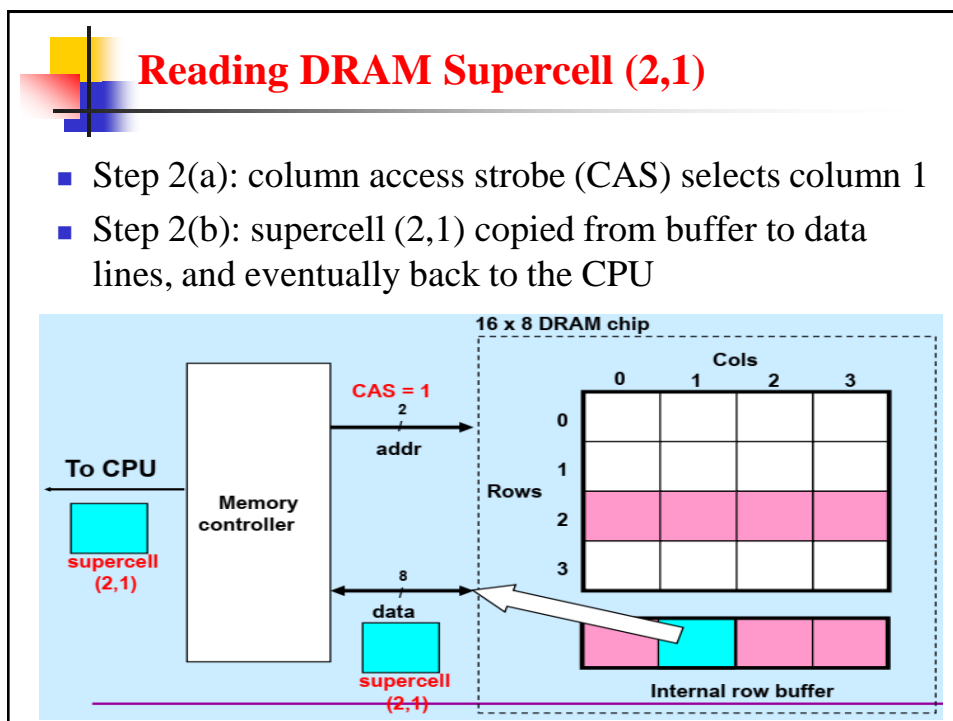 Reading DRAM Supercell (2,1)
Step 2(a): column access strobe (CAS) selects column 1
Step 2(b): supercell (2,1) copied from buffer to data
lines, and eventually back to the CPU
16 x 8 DRAM chip
Cols
0 1 2 3
CAS = 1
2
/
addr
0
1
Rows
2
3
To CPU
Memory
controller
supercell
(2,1)
8
/
data
supercell
(2,1)
Internal row buffer